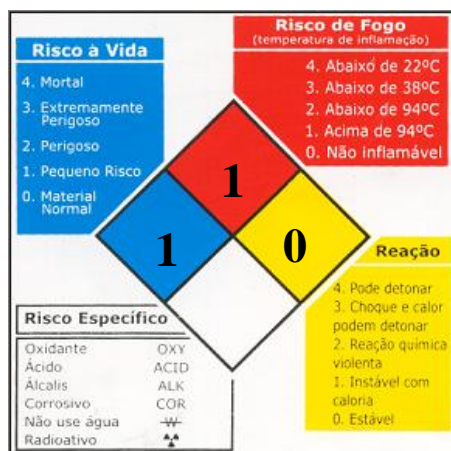 Risco à Vida
4. Mortal
3. Extremamente
Perigoso
2. Perigoso
1. Pequeno Risco
0. Material
Normal
Risco de Fogo
(temperatura de inflamação)
4. Abaixo de 22ºC
3. Abaixo de 38ºC
2. Abaixo de 94ºC
1. Acima de 94ºC
0. Não inflamável
1
1
0
Reação
4. Pode detonar
3. Choque e calor
podem detonar
2. Reação química
violenta
1. Instável com
caloria
0. Estável
Risco Específico
Oxidante OXY
Ácido ACID
Álcalis ALK
Corrosivo COR
Não use água W
Radioativo